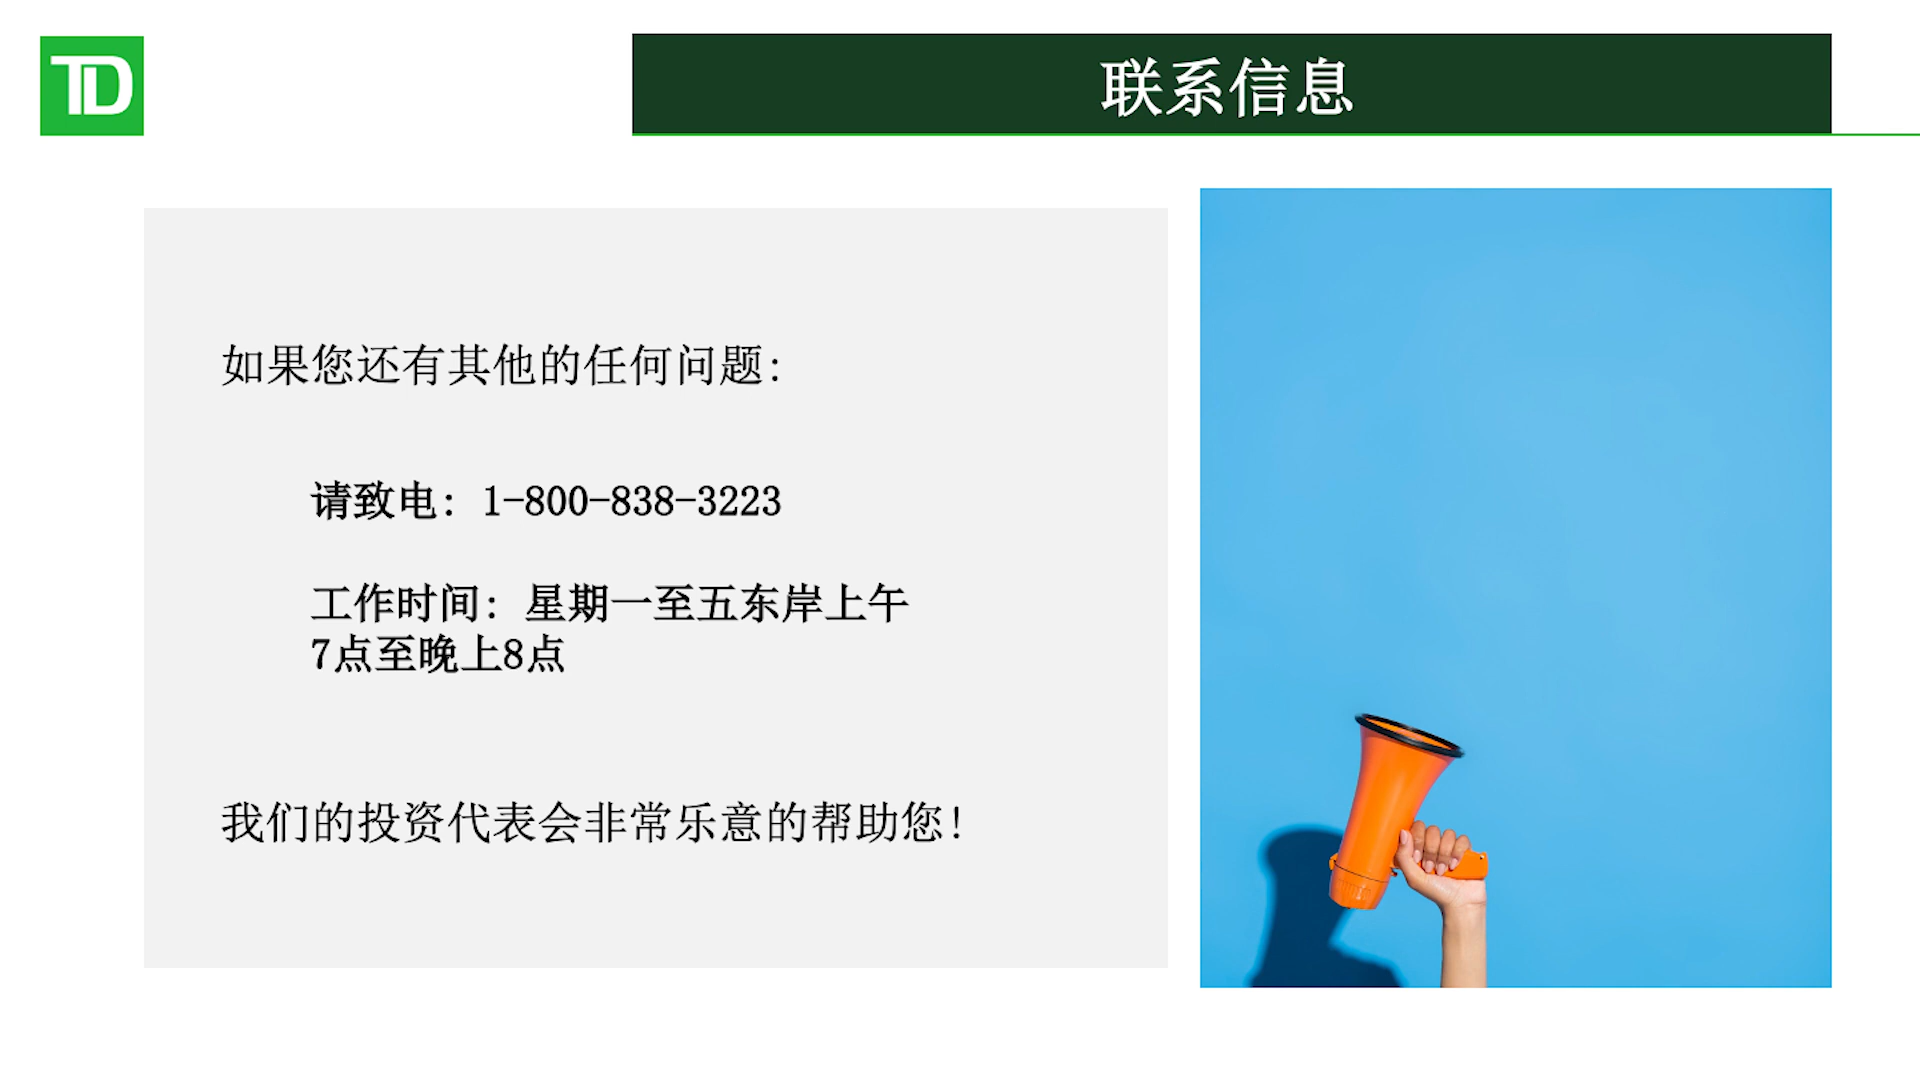 TD
联系信息
如果您还有其他的任何问题:
请致电: 1-800-838-3223
工作时间: 星期一至五东岸上午
7点至晚上8点
我们的投资代表会非常乐意的帮助您!